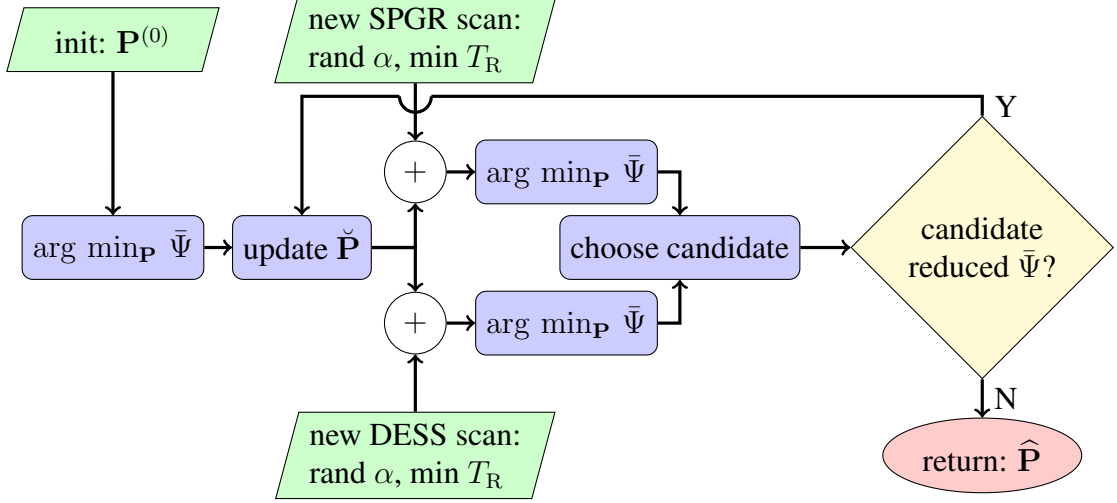 init: P^(0)
new SPGR scan:
rand α, min T_R
Y
+
arg min_P Ψ̄
arg min_P Ψ̄
update P̆
choose candidate
candidate
reduced Ψ̄?
+
arg min_P Ψ̄
N
new DESS scan:
rand α, min T_R
return: P̂